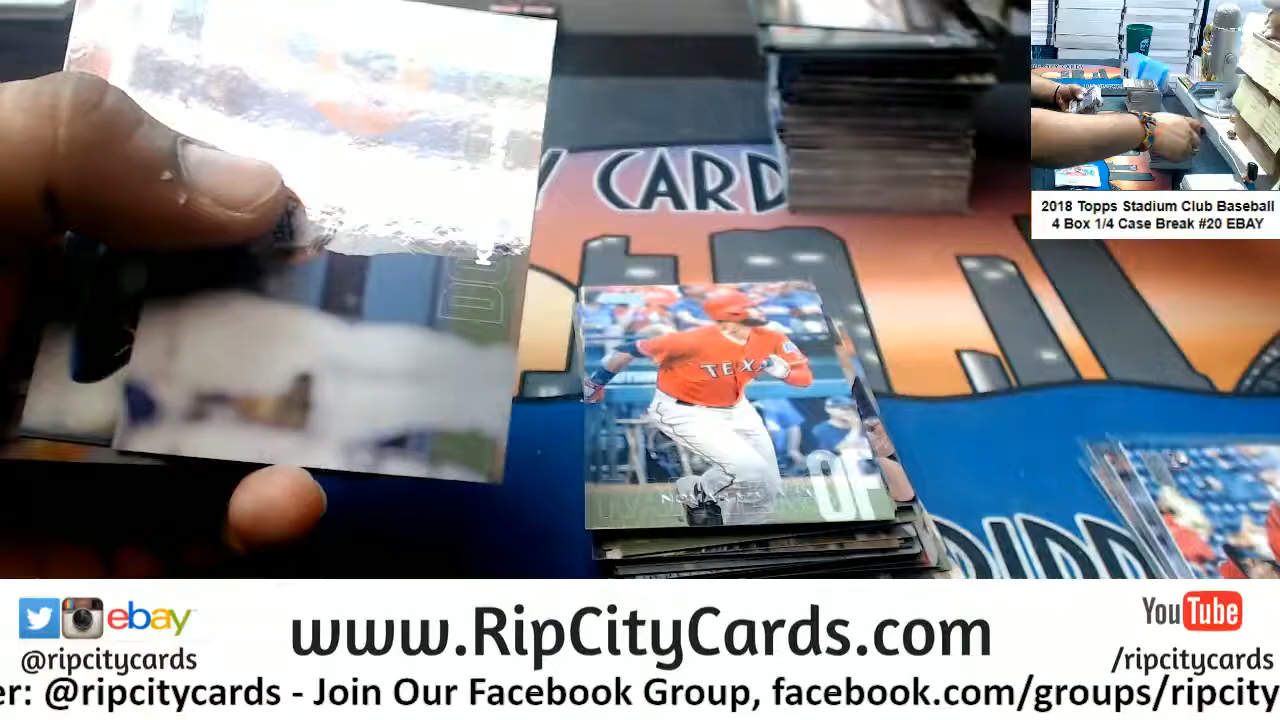 CARD
TEX
OF
2018 Topps Stadium Club Baseball
4 Box 1/4 Case Break #20 EBAY
ebay
@ripcitycards
www.RipCityCards.com
YouTube
/ripcitycards
er: @ripcitycards - Join Our Facebook Group, facebook.com/groups/ripcity